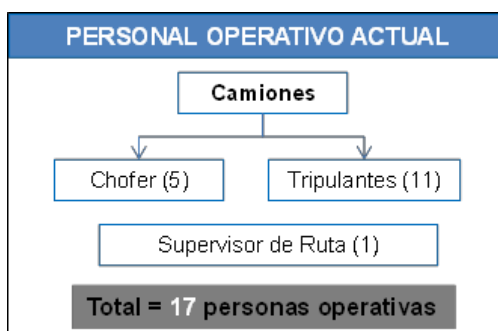 PERSONAL OPERATIVO ACTUAL
Camiones
Chofer (5)
Tripulantes (11)
Supervisor de Ruta (1)
Total = 17 personas operativas